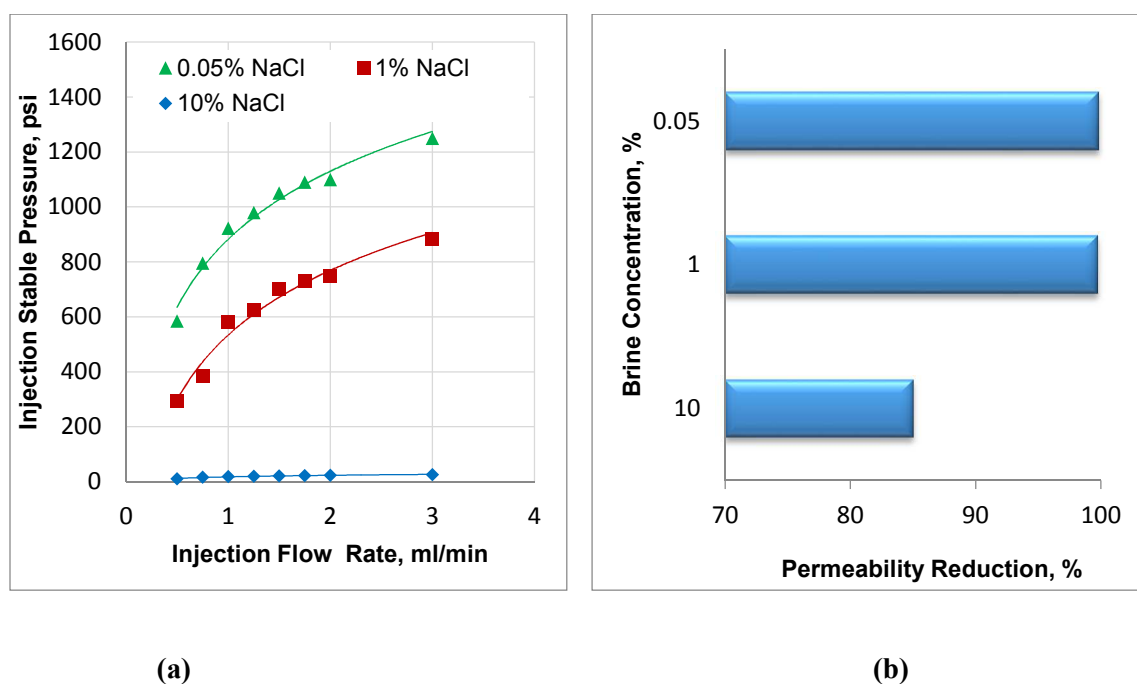 1600
1400
1200
1000
800
600
400
200
0
Injection Stable Pressure, psi
0.05% NaCl
1% NaCl
10% NaCl
0 1 2 3 4
Injection Flow Rate, ml/min
(a)
Brine Concentration, %
0.05
1
10
70 80 90 100
Permeability Reduction, %
(b)